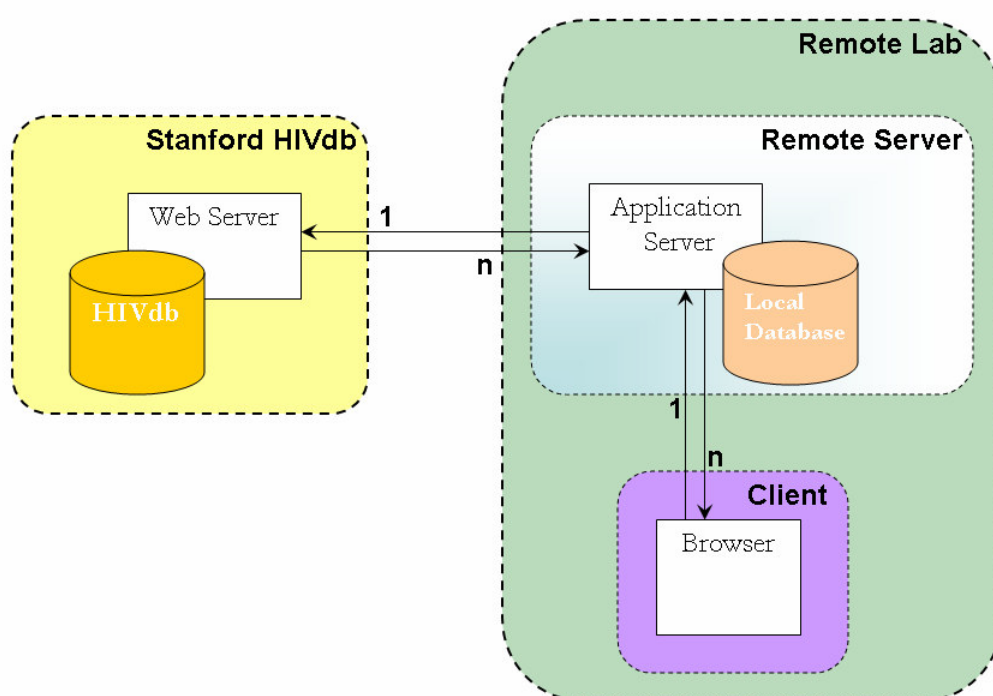 Remote Lab
Stanford HIVdb
Remote Server
Web Server
Application
Server
1
n
HIVdb
Local
Database
1
n
Client
Browser